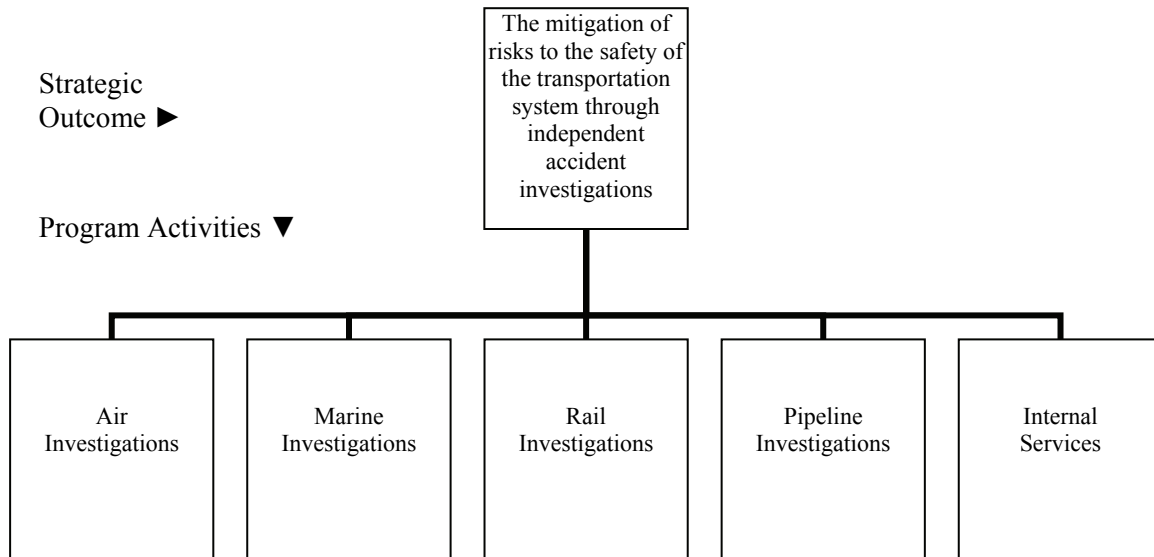 The mitigation of
risks to the safety of
the transportation
system through
independent
accident
investigations
Strategic
Outcome ►
Program Activities ▼
Air
Investigations
Marine
Investigations
Rail
Investigations
Pipeline
Investigations
Internal
Services